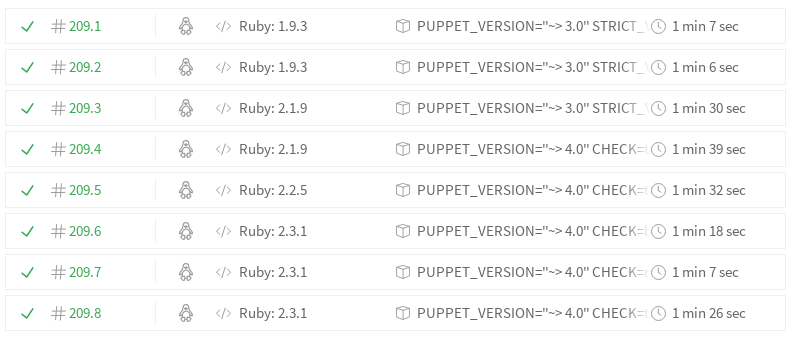 # 209.1 </> Ruby: 1.9.3 PUPPET_VERSION="~> 3.0" STRICT_ 1 min 7 sec
# 209.2 </> Ruby: 1.9.3 PUPPET_VERSION="~> 3.0" STRICT_ 1 min 6 sec
# 209.3 </> Ruby: 2.1.9 PUPPET_VERSION="~> 3.0" STRICT_ 1 min 30 sec
# 209.4 </> Ruby: 2.1.9 PUPPET_VERSION="~> 4.0" CHECK= 1 min 39 sec
# 209.5 </> Ruby: 2.2.5 PUPPET_VERSION="~> 4.0" CHECK= 1 min 32 sec
# 209.6 </> Ruby: 2.3.1 PUPPET_VERSION="~> 4.0" CHECK= 1 min 18 sec
# 209.7 </> Ruby: 2.3.1 PUPPET_VERSION="~> 4.0" CHECK= 1 min 7 sec
# 209.8 </> Ruby: 2.3.1 PUPPET_VERSION="~> 4.0" CHECK= 1 min 26 sec